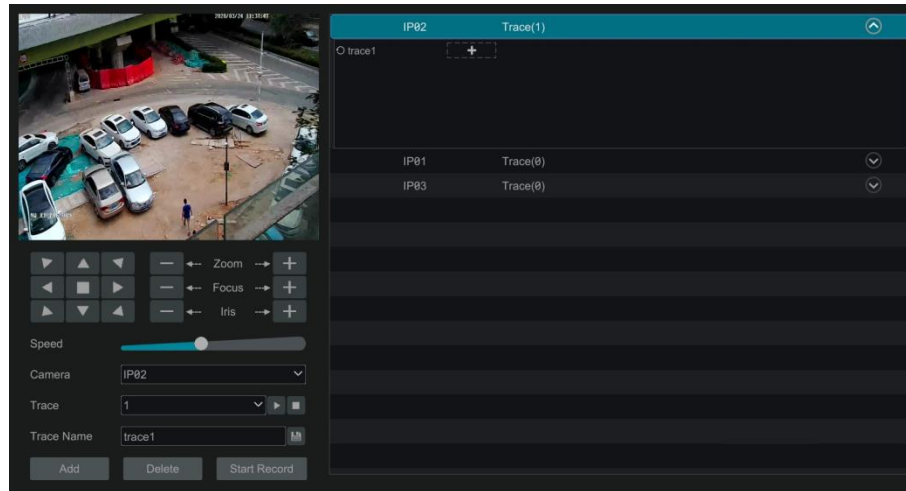 2020/03/24 11:31:02
IP02 Trace(1)
trace1
IP01 Trace(0)
IP03 Trace(0)
Zoom
Focus
Iris
Speed
Camera IP02
Trace 1
Trace Name trace1
Add Delete Start Record